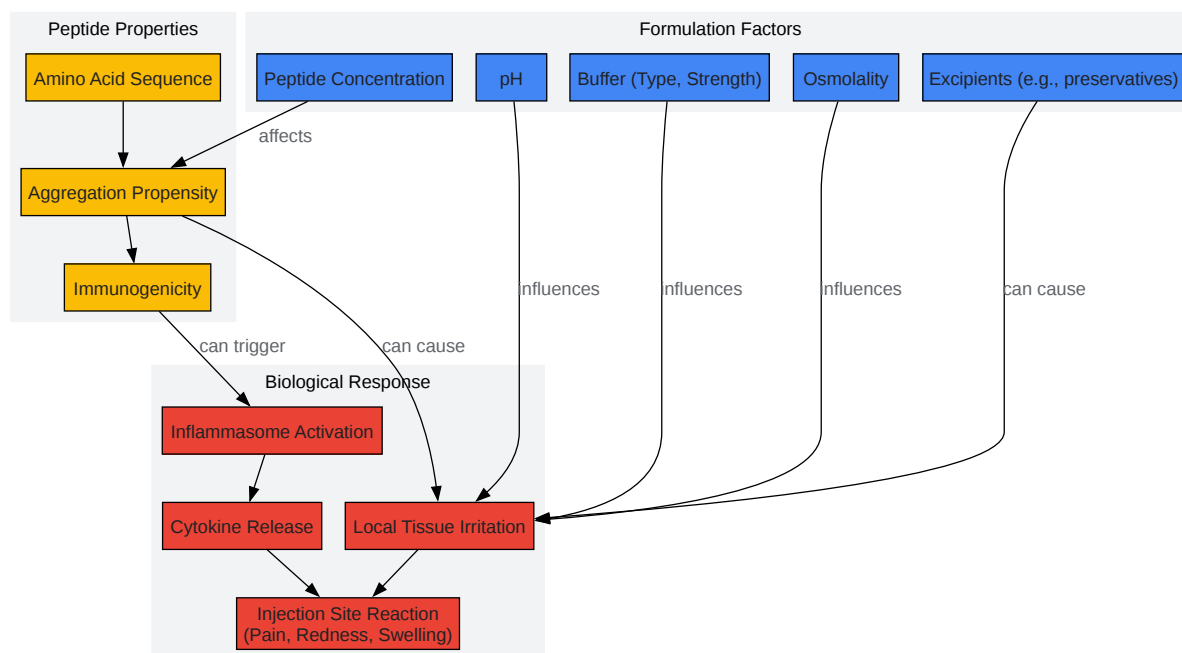 Peptide Properties
Formulation Factors
Amino Acid Sequence
Peptide Concentration
pH
Buffer (Type, Strength)
Osmolality
Excipients (e.g., preservatives)
affects
Aggregation Propensity
Immunogenicity
influences
influences
influences
can cause
can trigger
can cause
Biological Response
Inflammasome Activation
Cytokine Release
Local Tissue Irritation
Injection Site Reaction
(Pain, Redness, Swelling)